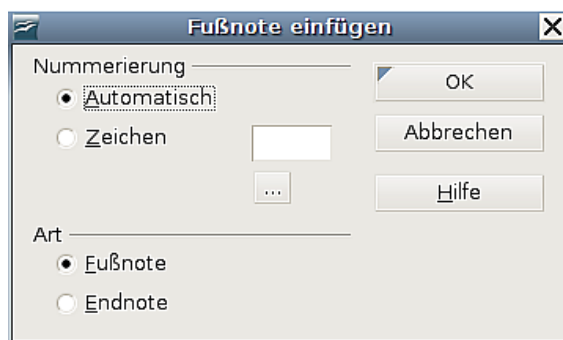 Fußnote einfügen
Nummerierung
OK
Automatisch
Zeichen
Abbrechen
...
Hilfe
Art
Fußnote
Endnote